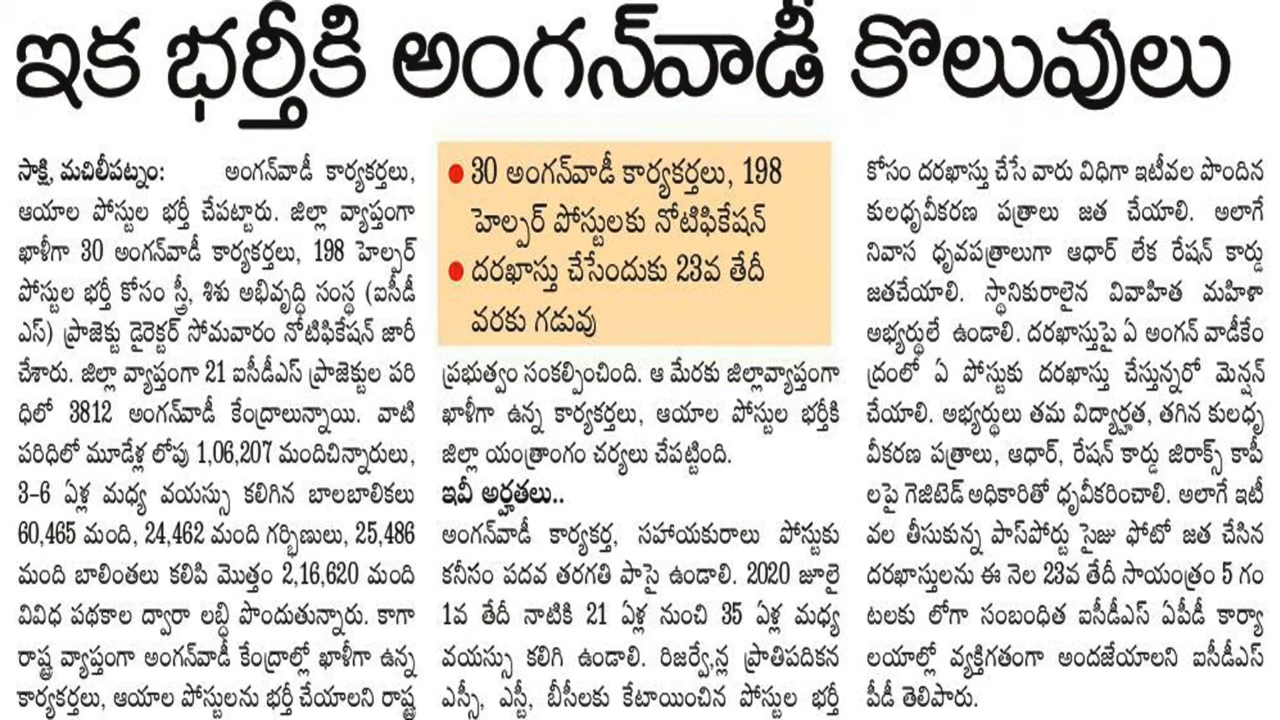 ఇక భర్తీకి అంగన్‌వాడీ కొలువులు
సాక్షి, మచిలీపట్నం: అంగన్‌వాడీ కార్యకర్తలు,
ఆయాల పోస్టుల భర్తీ చేపట్టారు. జిల్లా వ్యాప్తంగా
ఖాళీగా 30 అంగన్‌వాడీ కార్యకర్తలు, 198 హెల్పర్
పోస్టుల భర్తీ కోసం స్త్రీ, శిశు అభివృద్ధి సంస్థ (ఐసీడీ
ఎస్) ప్రాజెక్టు డైరెక్టర్ సోమవారం నోటిఫికేషన్ జారీ
చేశారు. జిల్లా వ్యాప్తంగా 21 ఐసీడీఎస్ ప్రాజెక్టుల పరి
ధిలో 3812 అంగన్‌వాడీ కేంద్రాలున్నాయి. వాటి
పరిధిలో మూడేళ్ల లోపు 1,06,207 మందిచిన్నారులు,
3-6 ఏళ్ల మధ్య వయస్సు కలిగిన బాలబాలికలు
60,465 మంది, 24,462 మంది గర్భిణులు, 25,486
మంది బాలింతలు కలిపి మొత్తం 2,16,620 మంది
వివిధ పథకాల ద్వారా లబ్ధి పొందుతున్నారు. కాగా
రాష్ట్ర వ్యాప్తంగా అంగన్‌వాడీ కేంద్రాల్లో ఖాళీగా ఉన్న
కార్యకర్తలు, ఆయాల పోస్టులను భర్తీ చేయాలని రాష్ట్ర
● 30 అంగన్‌వాడీ కార్యకర్తలు, 198
హెల్పర్ పోస్టులకు నోటిఫికేషన్
● దరఖాస్తు చేసేందుకు 23వ తేదీ
వరకు గడువు
ప్రభుత్వం సంకల్పించింది. ఆ మేరకు జిల్లావ్యాప్తంగా
ఖాళీగా ఉన్న కార్యకర్తలు, ఆయాల పోస్టుల భర్తీకి
జిల్లా యంత్రాంగం చర్యలు చేపట్టింది.
ఇవీ అర్హతలు..
అంగన్‌వాడీ కార్యకర్త, సహాయకురాలు పోస్టుకు
కనీసం పదవ తరగతి పాసై ఉండాలి. 2020 జూలై
1వ తేదీ నాటికి 21 ఏళ్ల నుంచి 35 ఏళ్ల మధ్య
వయస్సు కలిగి ఉండాలి. రిజర్వే,న్ల ప్రాతిపదికన
ఎస్సీ, ఎస్టీ, బీసీలకు కేటాయించిన పోస్టుల భర్తీ
కోసం దరఖాస్తు చేసే వారు విధిగా ఇటీవల పొందిన
కులధృవీకరణ పత్రాలు జత చేయాలి. అలాగే
నివాస ధృవపత్రాలుగా ఆధార్ లేక రేషన్ కార్డు
జతచేయాలి. స్థానికురాలైన వివాహిత మహిళా
అభ్యర్థులే ఉండాలి. దరఖాస్తుపై ఏ అంగన్ వాడీకేం
ద్రంలో ఏ పోస్టుకు దరఖాస్తు చేస్తున్నరో మెన్షన్
చేయాలి. అభ్యర్థులు తమ విద్యార్హత, తగిన కులధృ
వీకరణ పత్రాలు, ఆధార్, రేషన్ కార్డు జిరాక్స్ కాపీ
లపై గెజిటెడ్ అధికారితో ధృవీకరించాలి. అలాగే ఇటీ
వల తీసుకున్న పాస్‌పోర్టు సైజు ఫోటో జత చేసిన
దరఖాస్తులను ఈ నెల 23వ తేదీ సాయంత్రం 5 గం
టలకు లోగా సంబంధిత ఐసీడీఎస్ ఏపీడీ కార్యా
లయాల్లో వ్యక్తిగతంగా అందజేయాలని ఐసీడీఎస్
పీడీ తెలిపారు.